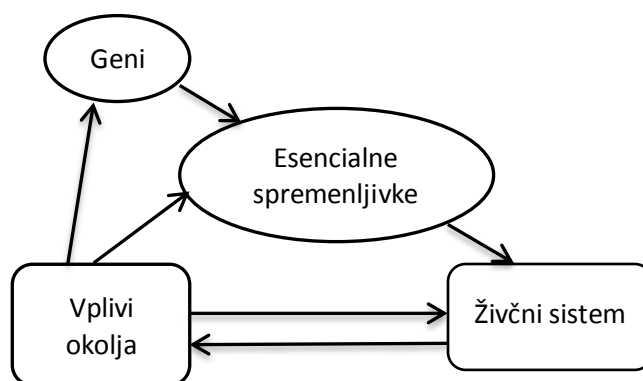 Geni
Esencialne
spremenljivke
Vplivi
okolja
Živčni sistem